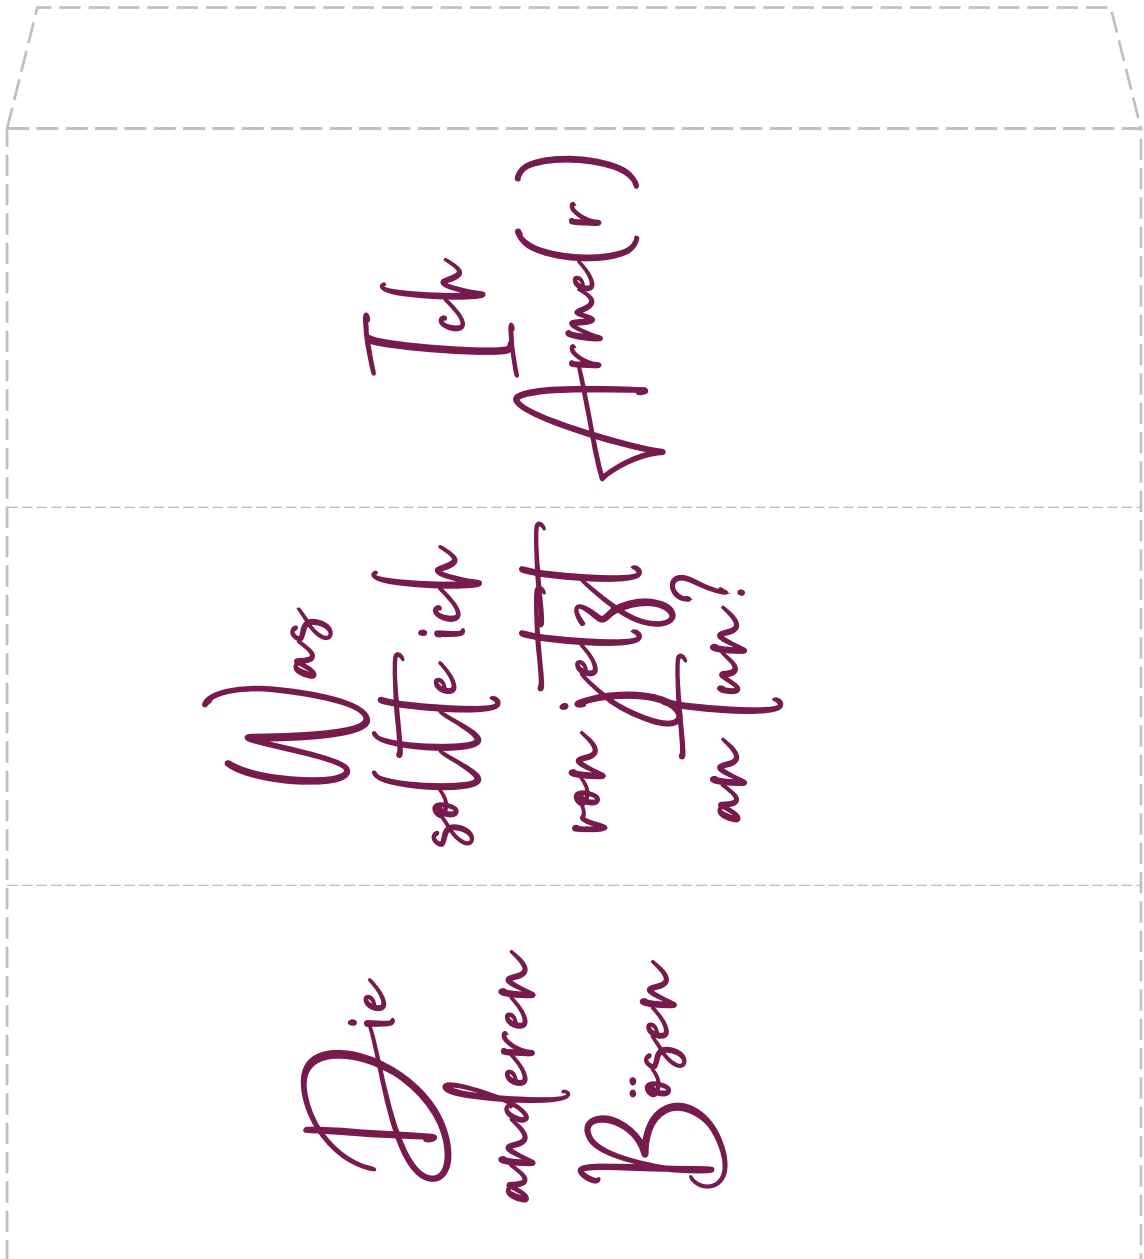 Ich
Arme(r)
Was
sollte ich
von jetzt
an tun?
Die
anderen
Bösen